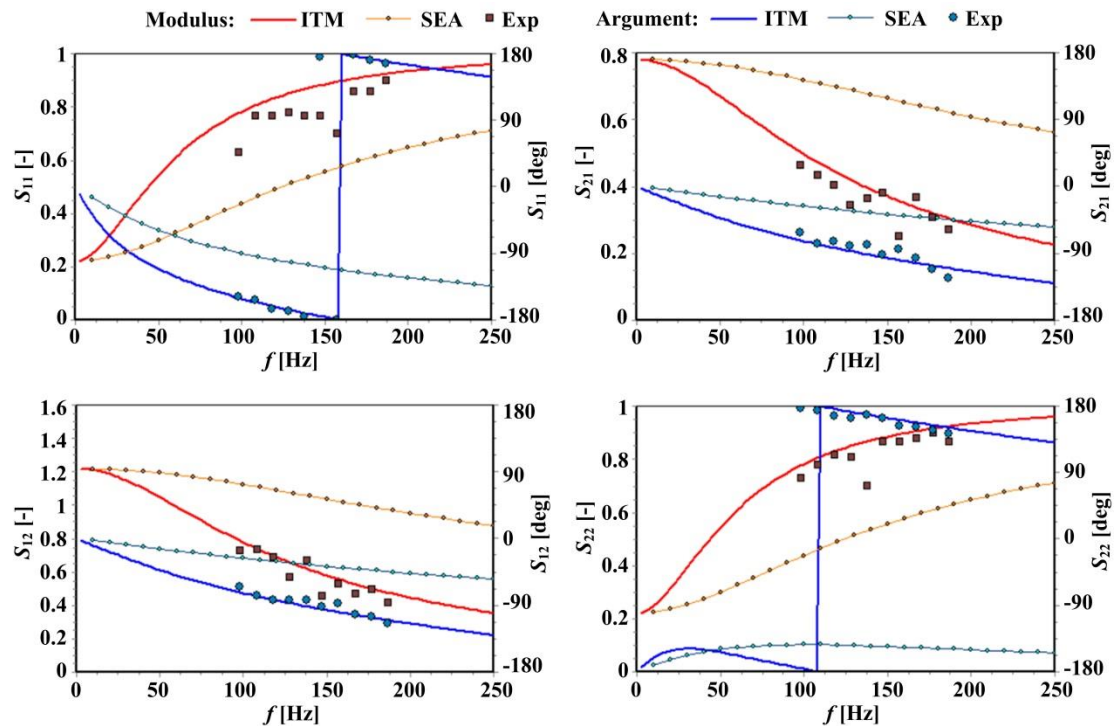 Modulus: ITM SEA Exp Argument: ITM SEA Exp
1 180
0.8 90
0.6 0
0.4 -90
0.2
0 -180
S11 [-]
S11 [deg]
0 50 100 150 200 250
f [Hz]
0.8 180
0.6 90
0.4 0
0.2 -90
0 -180
S21 [-]
S21 [deg]
0 50 100 150 200 250
f [Hz]
1.6 180
1.4
1.2 90
1
0.8 0
0.6
0.4 -90
0.2
0 -180
S12 [-]
S12 [deg]
0 50 100 150 200 250
f [Hz]
1 180
0.8 90
0.6 0
0.4 -90
0.2
0 -180
S22 [-]
S22 [deg]
0 50 100 150 200 250
f [Hz]